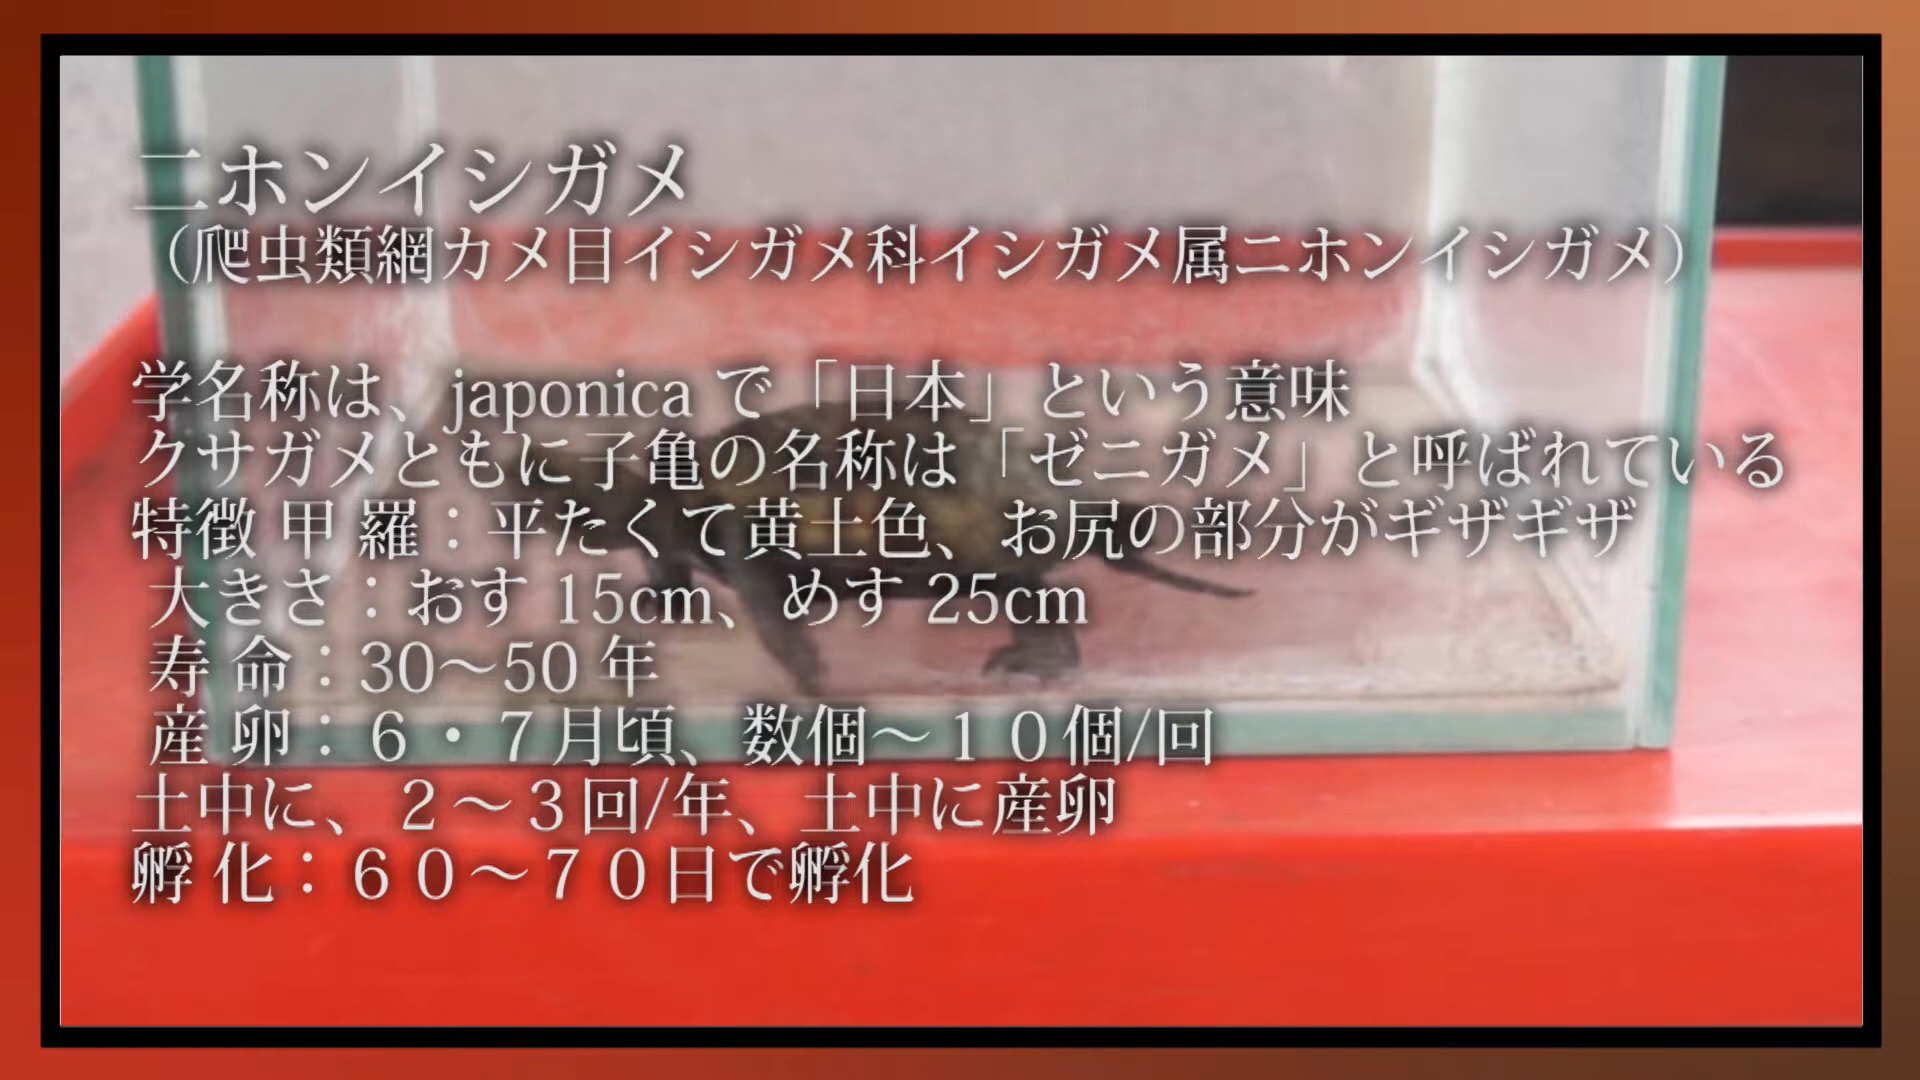 ニホンイシガメ
（爬虫類網カメ目イシガメ科イシガメ属ニホンイシガメ）
学名称は、japonica で「日本」という意味
クサガメともに子亀の名称は「ゼニガメ」と呼ばれている
特徴 甲 羅：平たくて黄土色、お尻の部分がギザギザ
大きさ：おす 15cm、めす 25cm
寿 命：30～50 年
産 卵：６・７月頃、数個～１０個/回
土中に、２～３回/年、土中に産卵
孵 化：６０～７０日で孵化